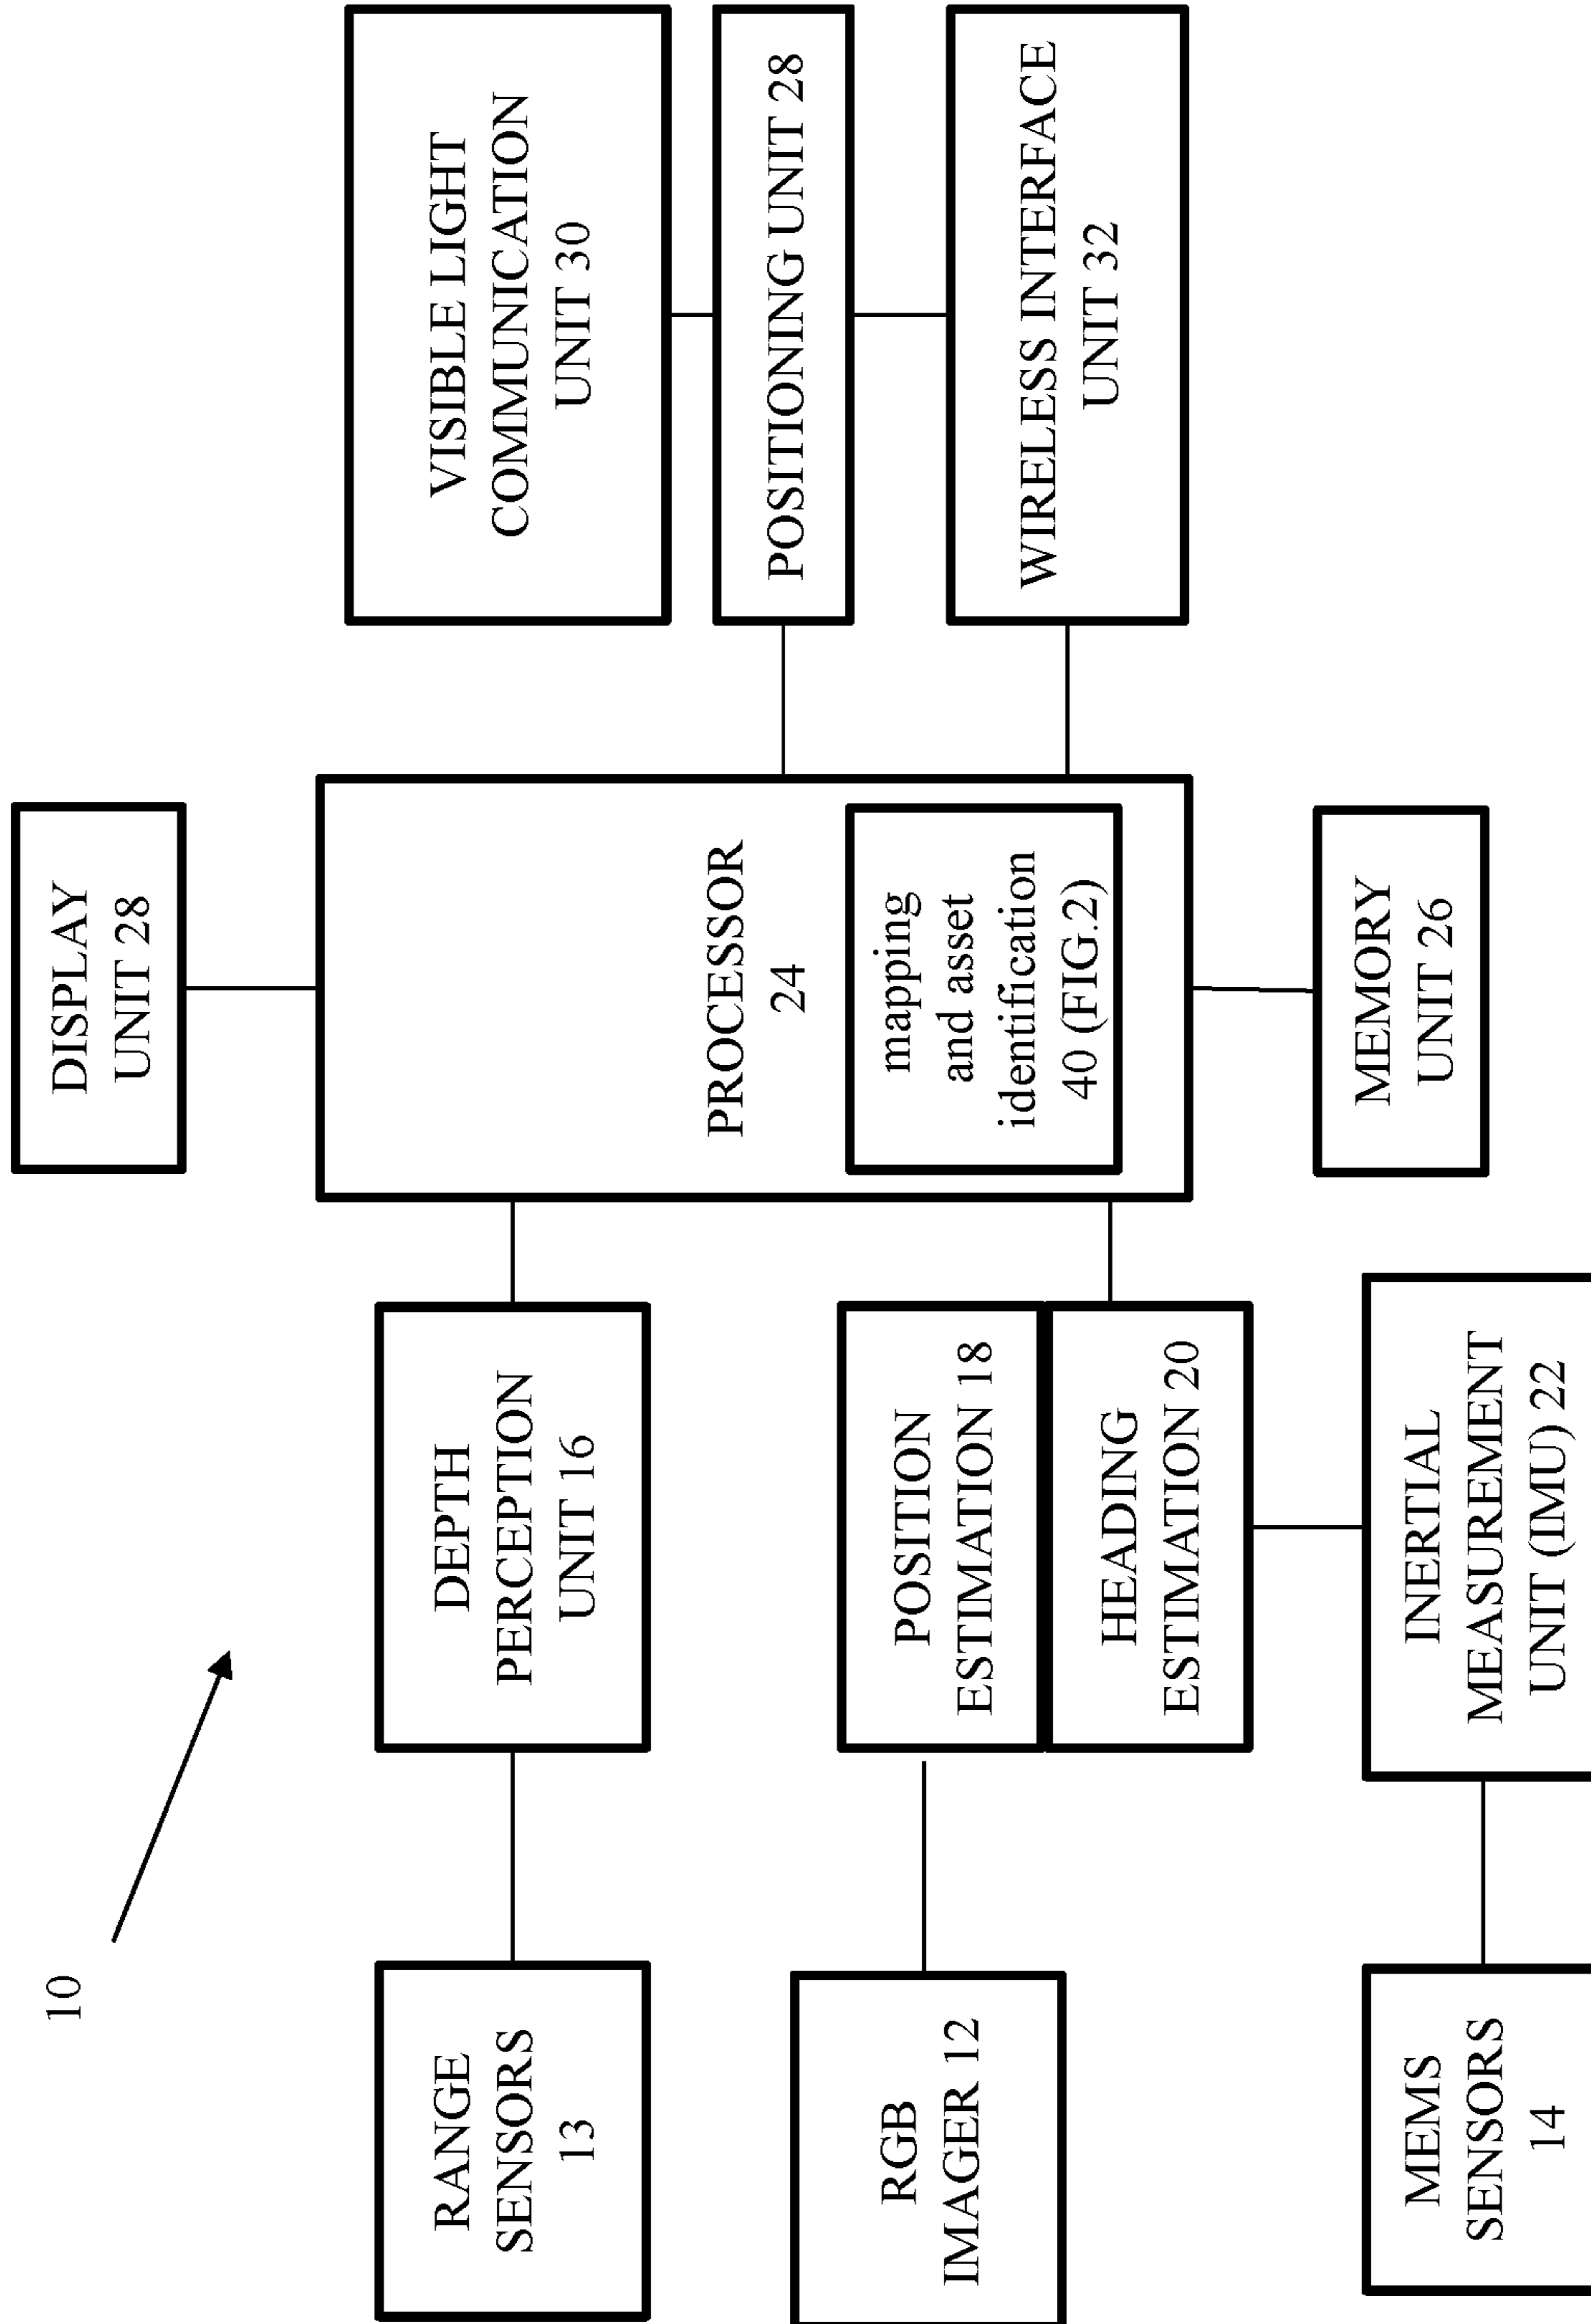 10
RANGE
SENSORS
13
DEPTH
PERCEPTION
UNIT 16
RGB
IMAGER 12
POSITION
ESTIMATION 18
HEADING
ESTIMATION 20
MEMS
SENSORS
14
INERTIAL
MEASUREMENT
UNIT (IMU) 22
DISPLAY
UNIT 28
PROCESSOR
24
mapping
and asset
identification
40 (FIG.2)
MEMORY
UNIT 26
VISIBLE LIGHT
COMMUNICATION
UNIT 30
POSITIONING UNIT 28
WIRELESS INTERFACE
UNIT 32